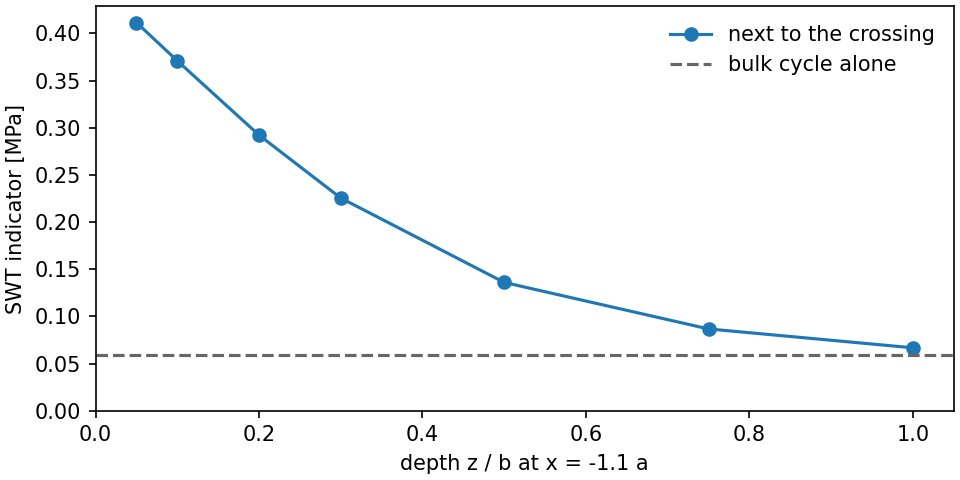 0.40
0.35
0.30
0.25
0.20
0.15
0.10
0.05
0.00
SWT indicator [MPa]
next to the crossing
bulk cycle alone
0.0 0.2 0.4 0.6 0.8 1.0
depth z / b at x = -1.1 a